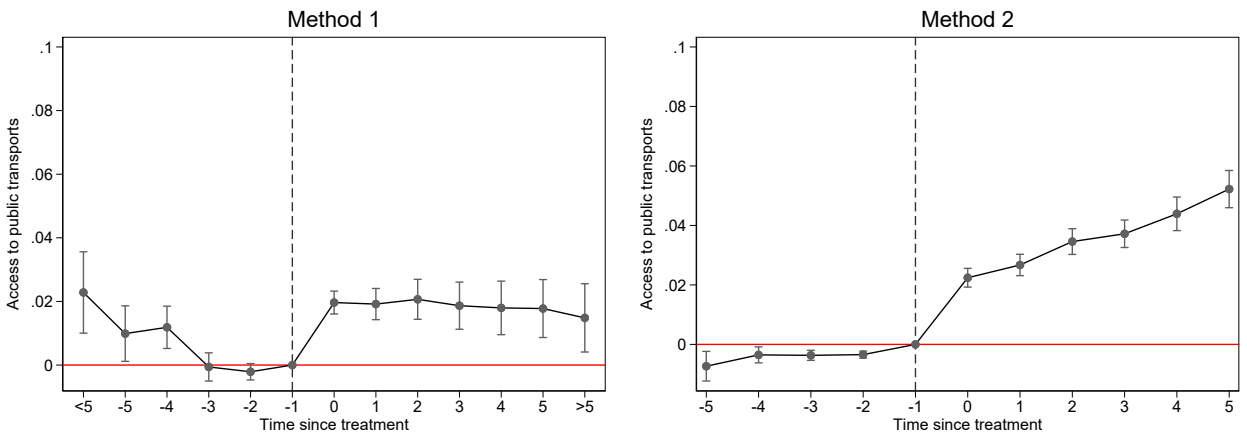 Method 1
Access to public transports
.1
.08
.06
.04
.02
0
<5 -5 -4 -3 -2 -1 0 1 2 3 4 5 >5
Time since treatment
Method 2
Access to public transports
.1
.08
.06
.04
.02
0
-5 -4 -3 -2 -1 0 1 2 3 4 5
Time since treatment